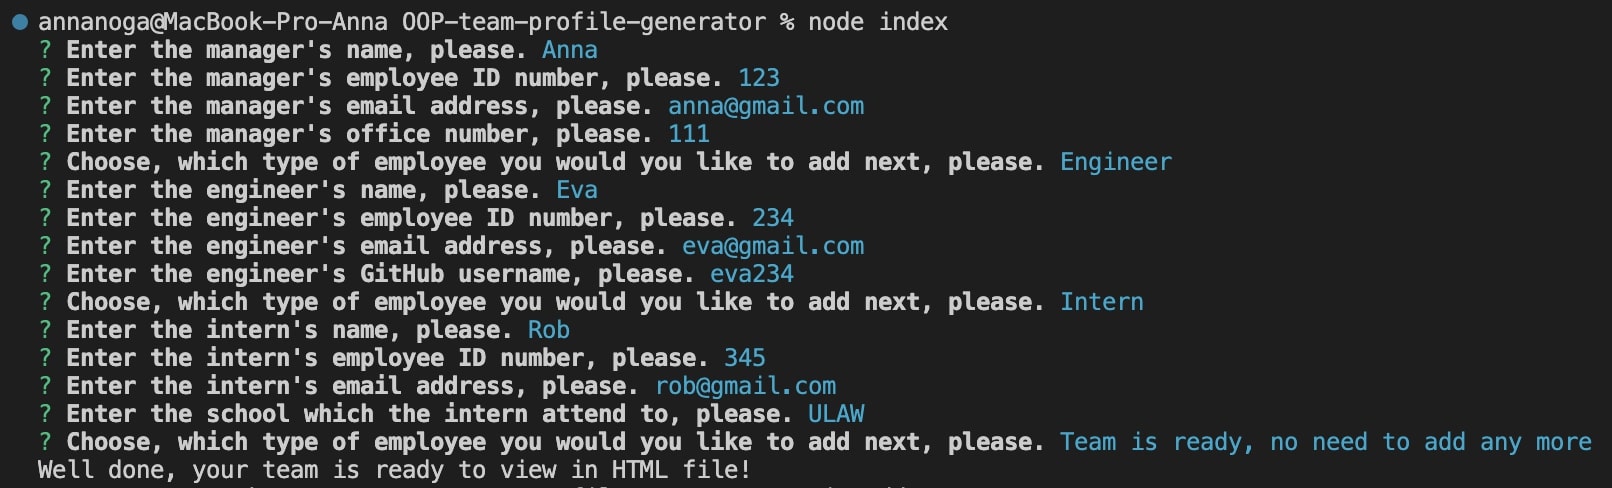 annanoga@MacBook-Pro-Anna OOP-team-profile-generator % node index
? Enter the manager's name, please. Anna
? Enter the manager's employee ID number, please. 123
? Enter the manager's email address, please. anna@gmail.com
? Enter the manager's office number, please. 111
? Choose, which type of employee you would you like to add next, please. Engineer
? Enter the engineer's name, please. Eva
? Enter the engineer's employee ID number, please. 234
? Enter the engineer's email address, please. eva@gmail.com
? Enter the engineer's GitHub username, please. eva234
? Choose, which type of employee you would you like to add next, please. Intern
? Enter the intern's name, please. Rob
? Enter the intern's employee ID number, please. 345
? Enter the intern's email address, please. rob@gmail.com
? Enter the school which the intern attend to, please. ULAW
? Choose, which type of employee you would you like to add next, please. Team is ready, no need to add any more
Well done, your team is ready to view in HTML file!